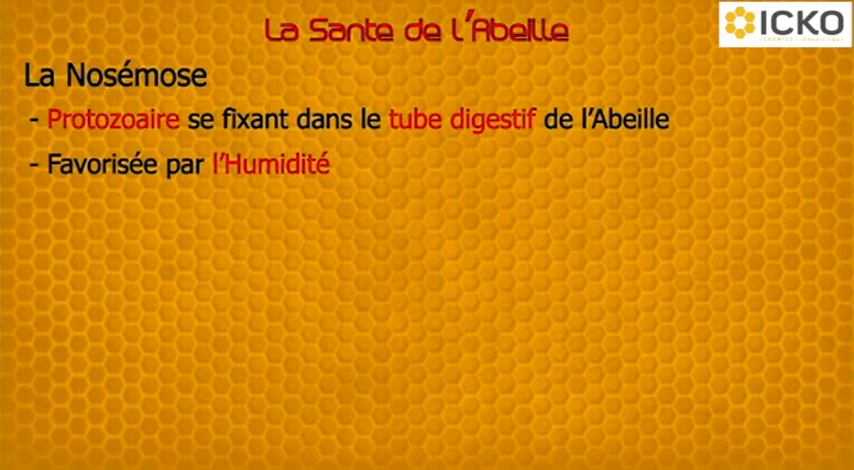 La Sante de l'Abeille
ICKO
La Nosémose
- Protozoaire se fixant dans le tube digestif de l'Abeille
- Favorisée par l'Humidité